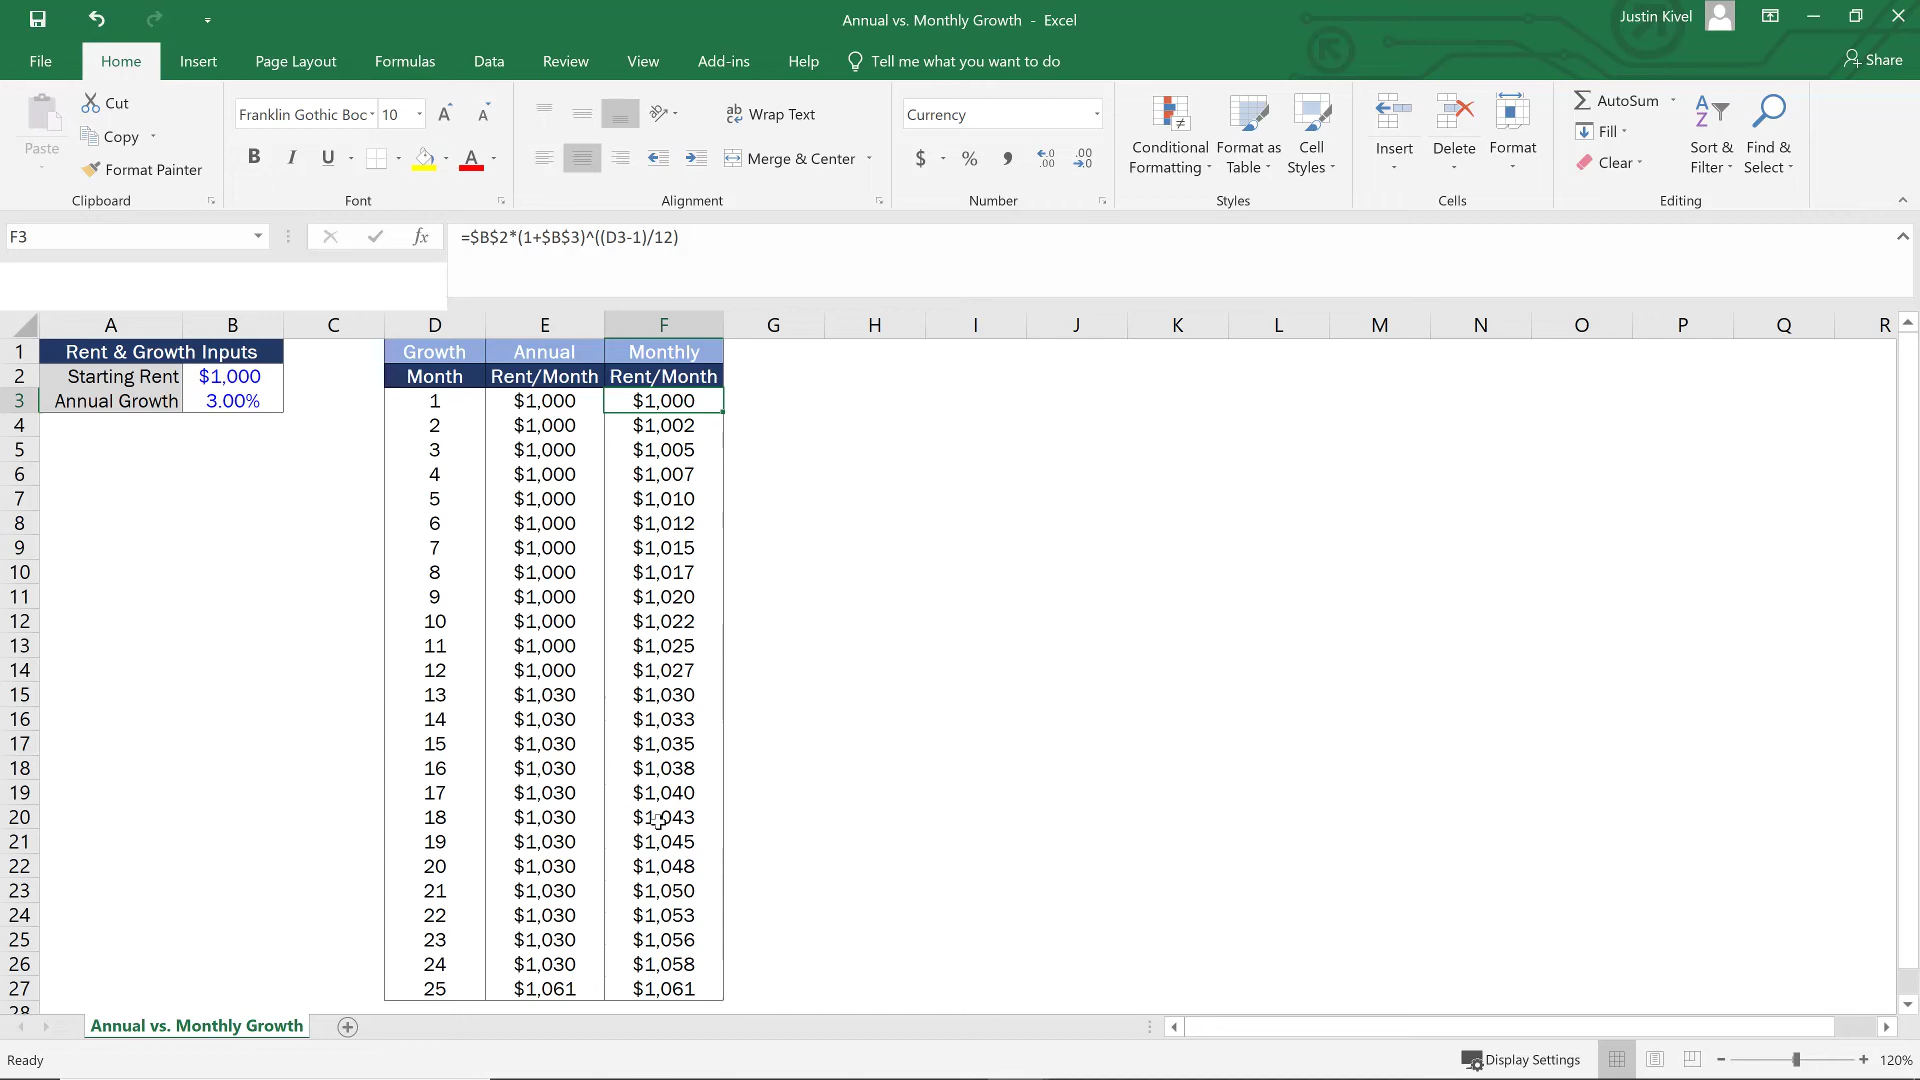 Annual vs. Monthly Growth - Excel
Justin Kivel
File Home Insert Page Layout Formulas Data Review View Add-ins Help Tell me what you want to do Share
Paste
Cut
Copy
Format Painter
Clipboard
Franklin Gothic Boc 10
B I U
Font
Wrap Text
Merge & Center
Alignment
Currency
$ % ,
Number
Conditional Formatting
Format as Table
Cell Styles
Styles
Insert
Delete
Format
Cells
AutoSum
Fill
Clear
Sort & Filter
Find & Select
Editing
F3 fx =$B$2*(1+$B$3)^((D3-1)/12)
A B C D E F G H I J K L M N O P Q R
1 Rent & Growth Inputs Growth Annual Monthly
2 Starting Rent $1,000 Month Rent/Month Rent/Month
3 Annual Growth 3.00% 1 $1,000 $1,000
4 2 $1,000 $1,002
5 3 $1,000 $1,005
6 4 $1,000 $1,007
7 5 $1,000 $1,010
8 6 $1,000 $1,012
9 7 $1,000 $1,015
10 8 $1,000 $1,017
11 9 $1,000 $1,020
12 10 $1,000 $1,022
13 11 $1,000 $1,025
14 12 $1,000 $1,027
15 13 $1,030 $1,030
16 14 $1,030 $1,033
17 15 $1,030 $1,035
18 16 $1,030 $1,038
19 17 $1,030 $1,040
20 18 $1,030 $1,043
21 19 $1,030 $1,045
22 20 $1,030 $1,048
23 21 $1,030 $1,050
24 22 $1,030 $1,053
25 23 $1,030 $1,056
26 24 $1,030 $1,058
27 25 $1,061 $1,061
28
Annual vs. Monthly Growth
Ready Display Settings 120%